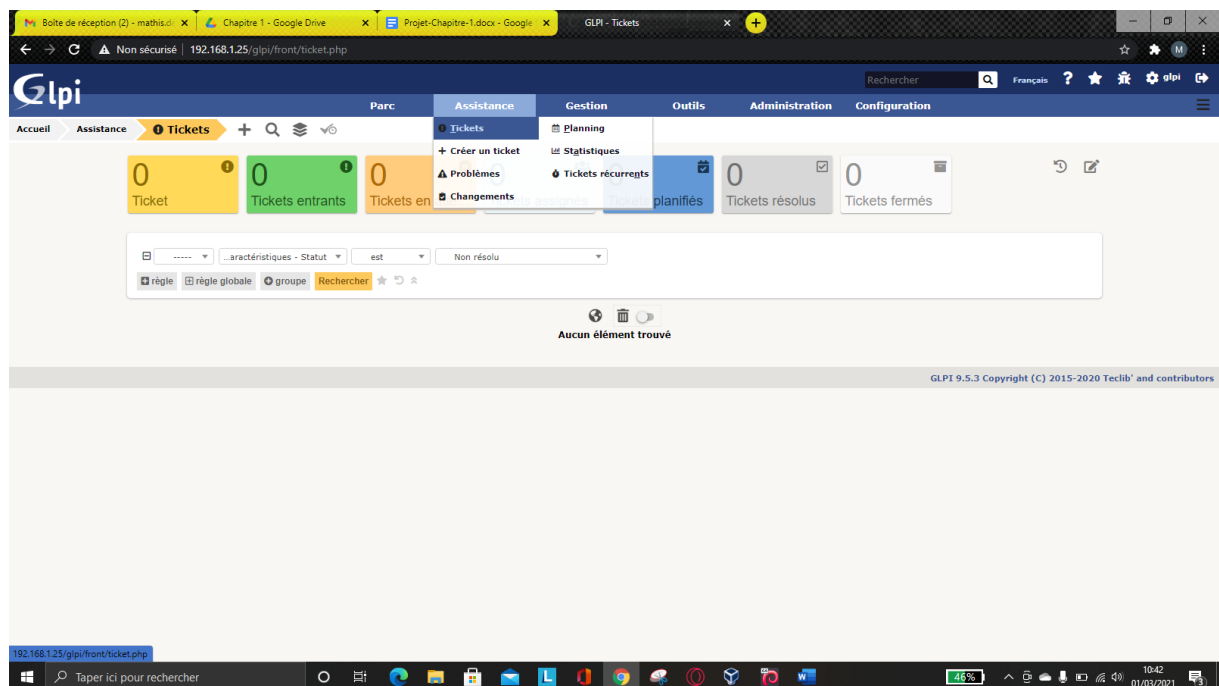 Boîte de réception (2) - mathis.d
Chapitre 1 - Google Drive
Projet-Chapitre-1.docx - Google
GLPI - Tickets
Non sécurisé | 192.168.1.25/glpi/front/ticket.php
M
Glpi
Rechercher
Français
?
glpi
Parc
Assistance
Gestion
Outils
Administration
Configuration
Accueil
Assistance
Tickets
Tickets
Créer un ticket
Problèmes
Changements
Planning
Statistiques
Tickets récurrents
0
Ticket
0
Tickets entrants
0
Tickets en
planifiés
0
Tickets résolus
0
Tickets fermés
-----
...aractéristiques - Statut
est
Non résolu
règle
règle globale
groupe
Rechercher
Aucun élément trouvé
GLPI 9.5.3 Copyright (C) 2015-2020 Teclib' and contributors
192.168.1.25/glpi/front/ticket.php
Taper ici pour rechercher
46%
10:42
01/03/2021